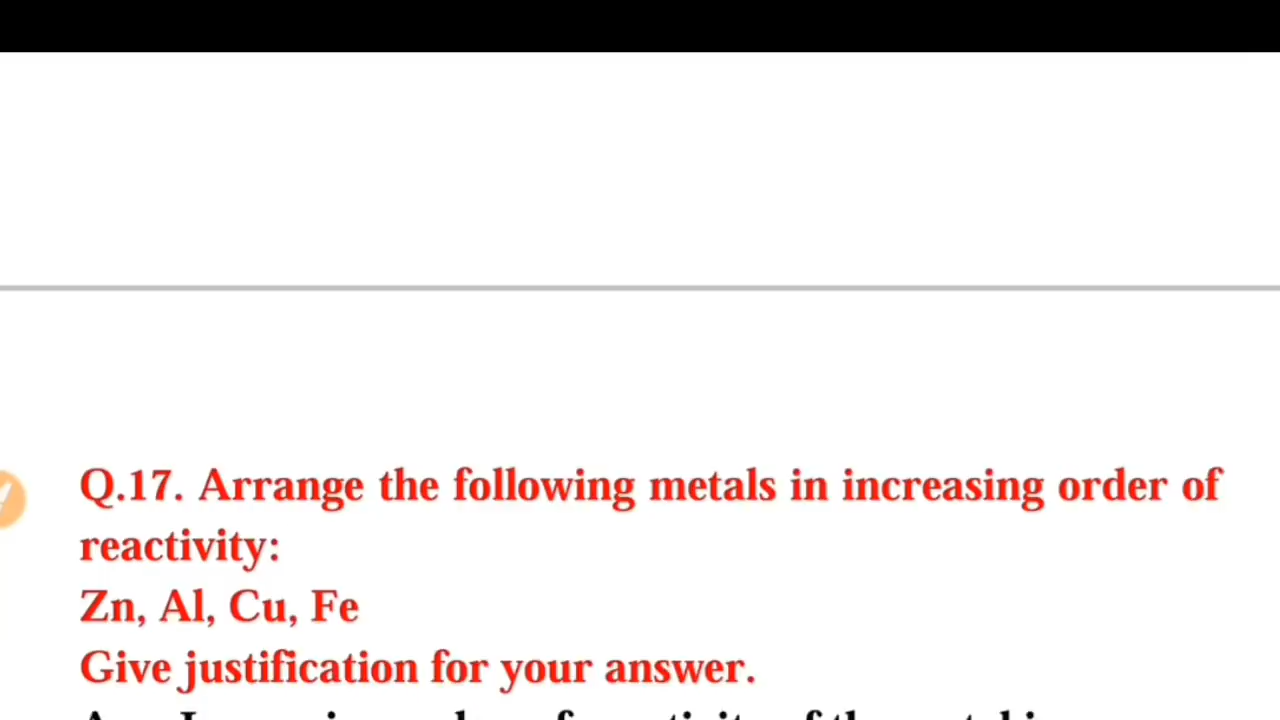 Q.17. Arrange the following metals in increasing order of
reactivity:
Zn, Al, Cu, Fe
Give justification for your answer.